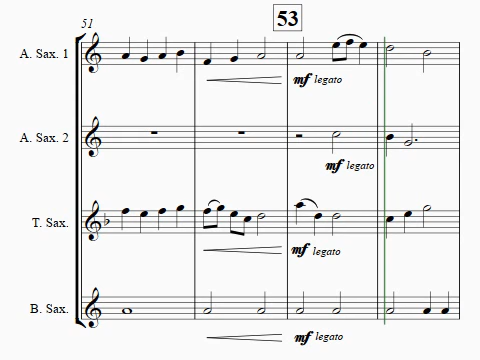 51
53
A. Sax. 1
mf legato
A. Sax. 2
mf legato
T. Sax.
mf legato
B. Sax.
mf legato